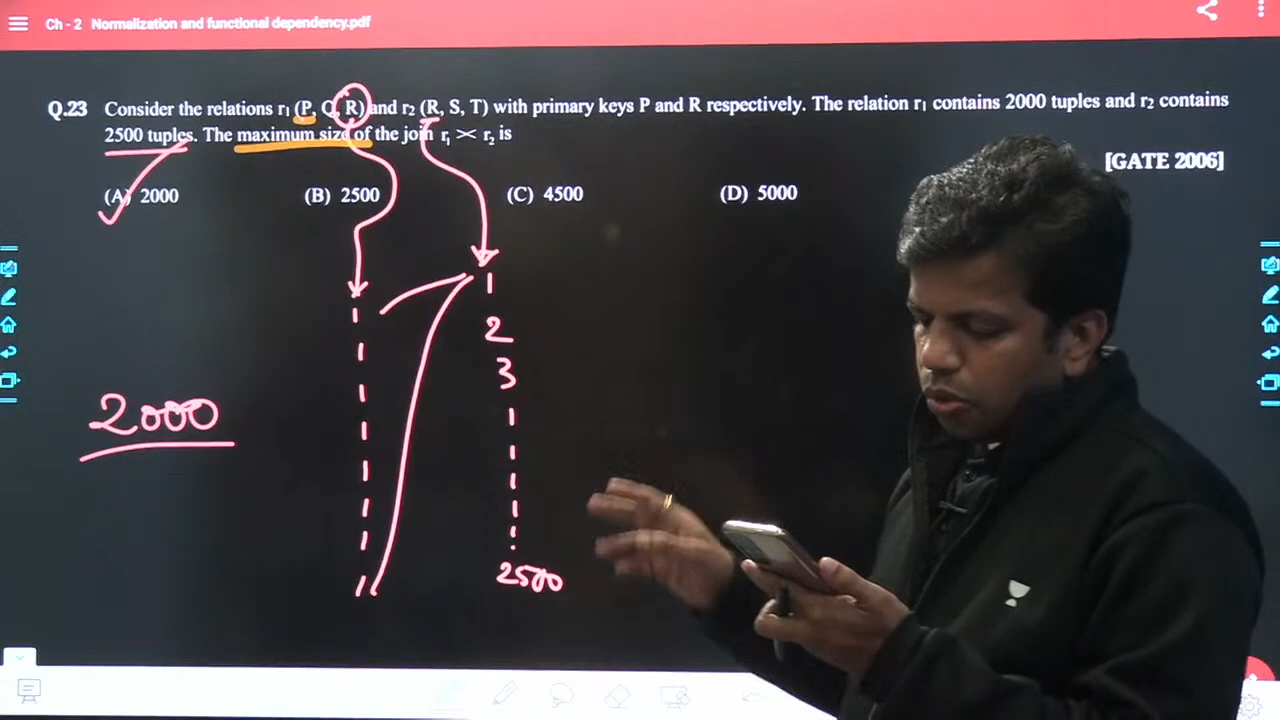 Ch - 2 Normalization and functional dependency.pdf
Q.23 Consider the relations r1 (P, Q, R) and r2 (R, S, T) with primary keys P and R respectively. The relation r1 contains 2000 tuples and r2 contains
2500 tuples. The maximum size of the join r1 >< r2 is
[GATE 2006]
(A) 2000 (B) 2500 (C) 4500 (D) 5000
1
2
3
2000
2500